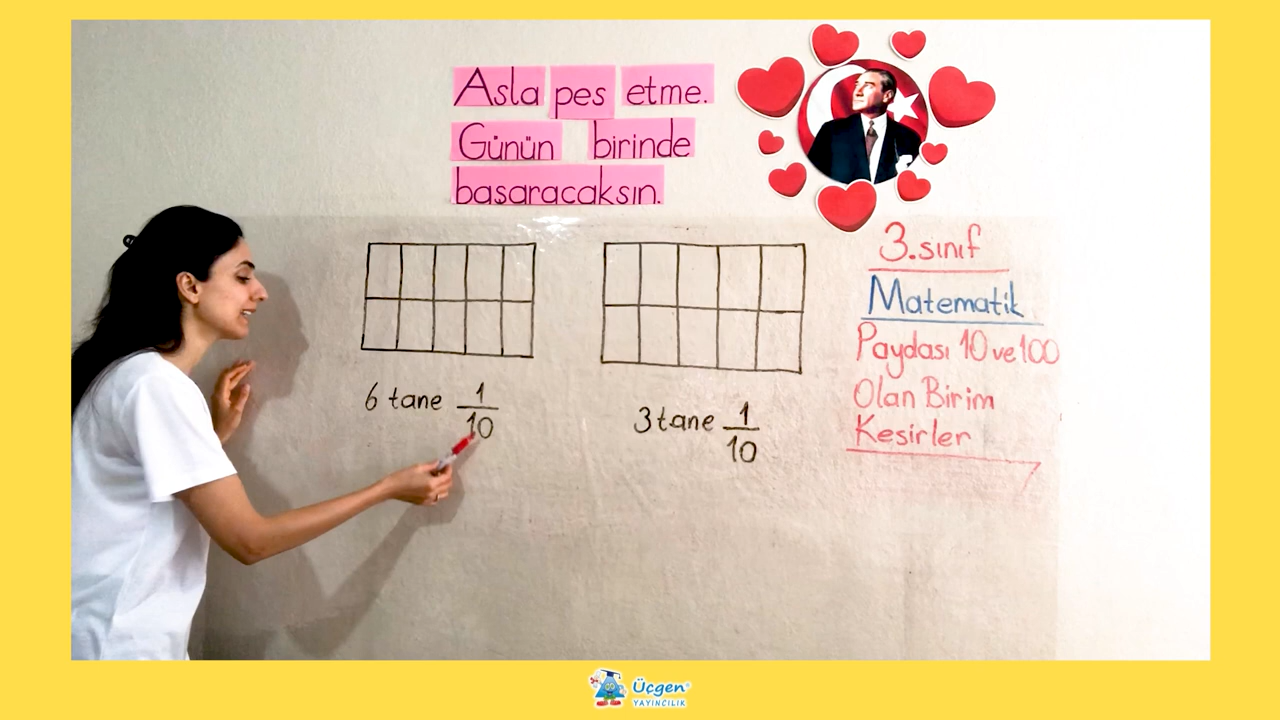 Asla pes etme.
Günün birinde
başaracaksın.
3.sınıf
Matematik
Paydası 10 ve 100
Olan Birim
Kesirler
6 tane 1/10
3 tane 1/10
Üçgen
YAYINCILIK